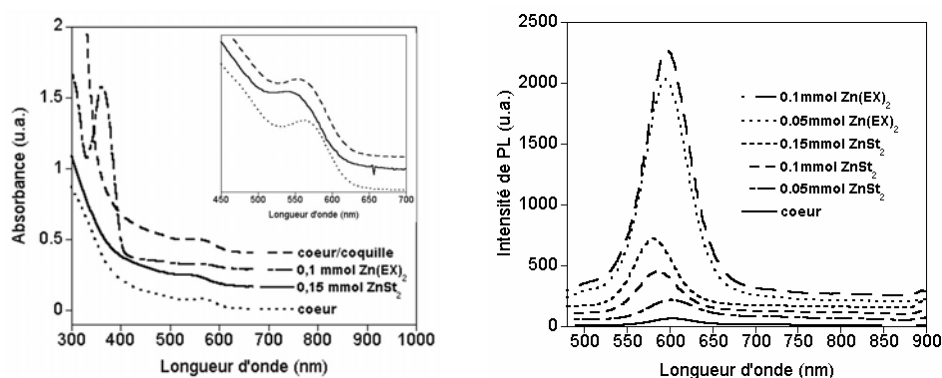 Absorbance (u.a.)
2
1.5
1
0.5
0
300 400 500 600 700 800 900 1000
Longueur d'onde (nm)
450 500 550 600 650 700
Longueur d'onde (nm)
coeur/coquille
0,1 mmol Zn(EX)₂
0,15 mmol ZnSt₂
coeur
Intensité de PL (u.a.)
2500
2000
1500
1000
500
0
500 550 600 650 700 750 800 850 900
Longueur d'onde (nm)
0.1mmol Zn(EX)₂
0.05mmol Zn(EX)₂
0.15mmol ZnSt₂
0.1mmol ZnSt₂
0.05mmol ZnSt₂
coeur